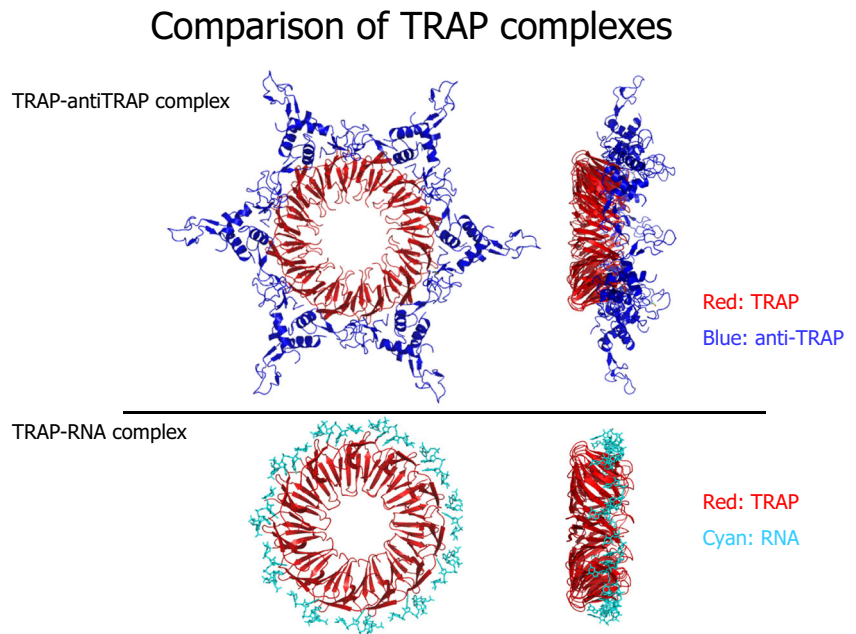 Comparison of TRAP complexes
TRAP-antiTRAP complex
Red: TRAP
Blue: anti-TRAP
TRAP-RNA complex
Red: TRAP
Cyan: RNA